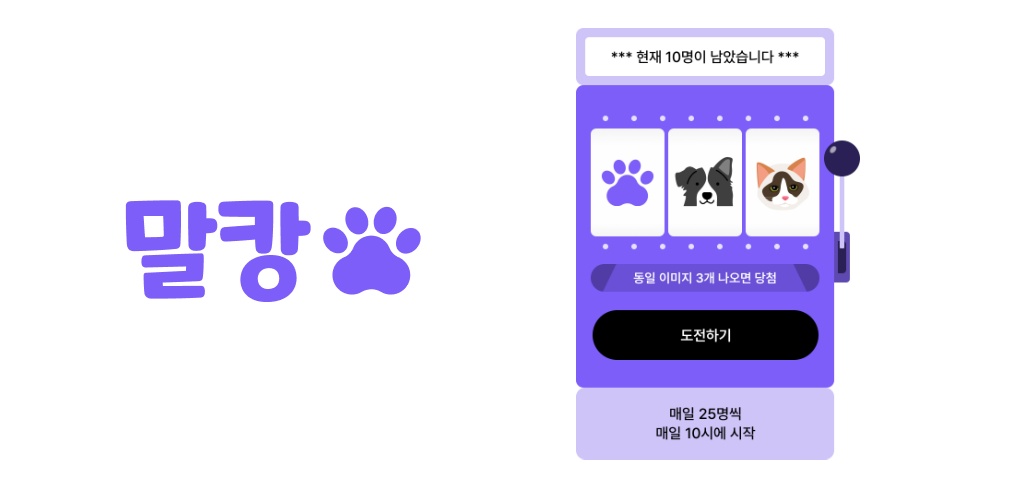 말캉
*** 현재 10명이 남았습니다 ***
동일 이미지 3개 나오면 당첨
도전하기
매일 25명씩
매일 10시에 시작